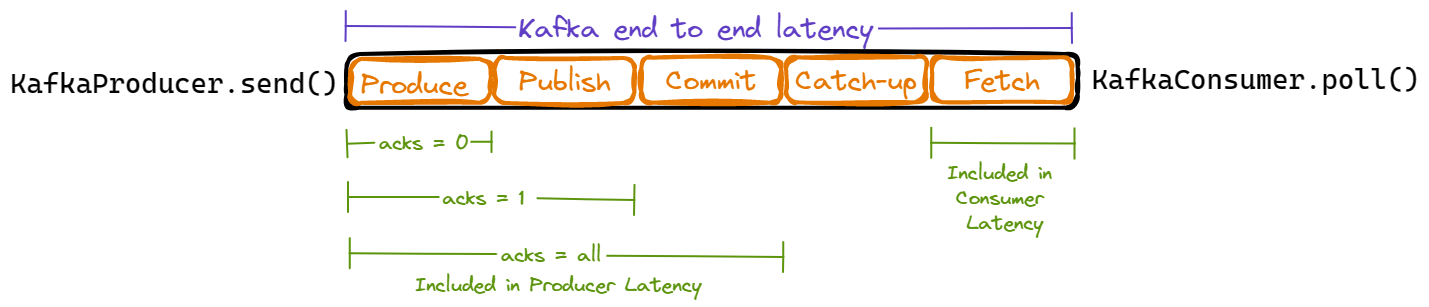 Kafka end to end latency
KafkaProducer.send()
Produce
Publish
Commit
Catch-up
Fetch
KafkaConsumer.poll()
acks = 0
acks = 1
acks = all
Included in Producer Latency
Included in
Consumer
Latency